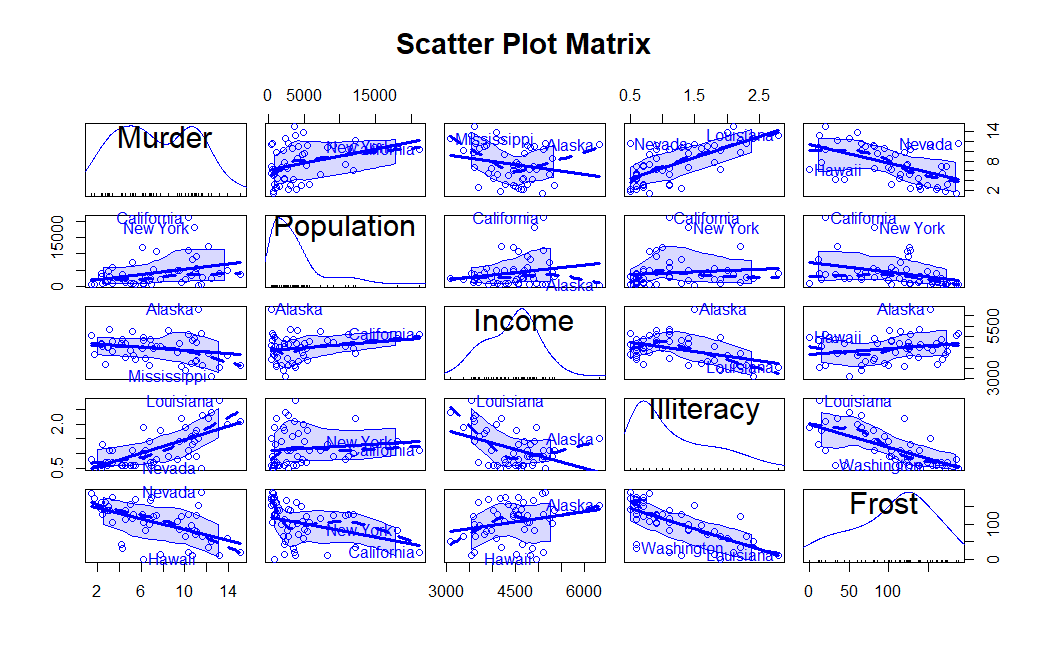 Scatter Plot Matrix
0 5000 15000 0.5 1.5 2.5
Murder New York California Mississippi Alaska Nevada Louisiana Nevada Hawaii 2 8 14
0 15000 California New York Population California Alaska California New York California New York
Alaska Mississippi Alaska California Income Alaska Louisiana Alaska Hawaii 3000 5500
0.5 2.0 Louisiana Nevada New York California Louisiana Alaska Illiteracy Louisiana Washington
Nevada Hawaii New York California Alaska Hawaii Washington Louisiana Frost 0 100
2 6 10 14 3000 4500 6000 0 50 100